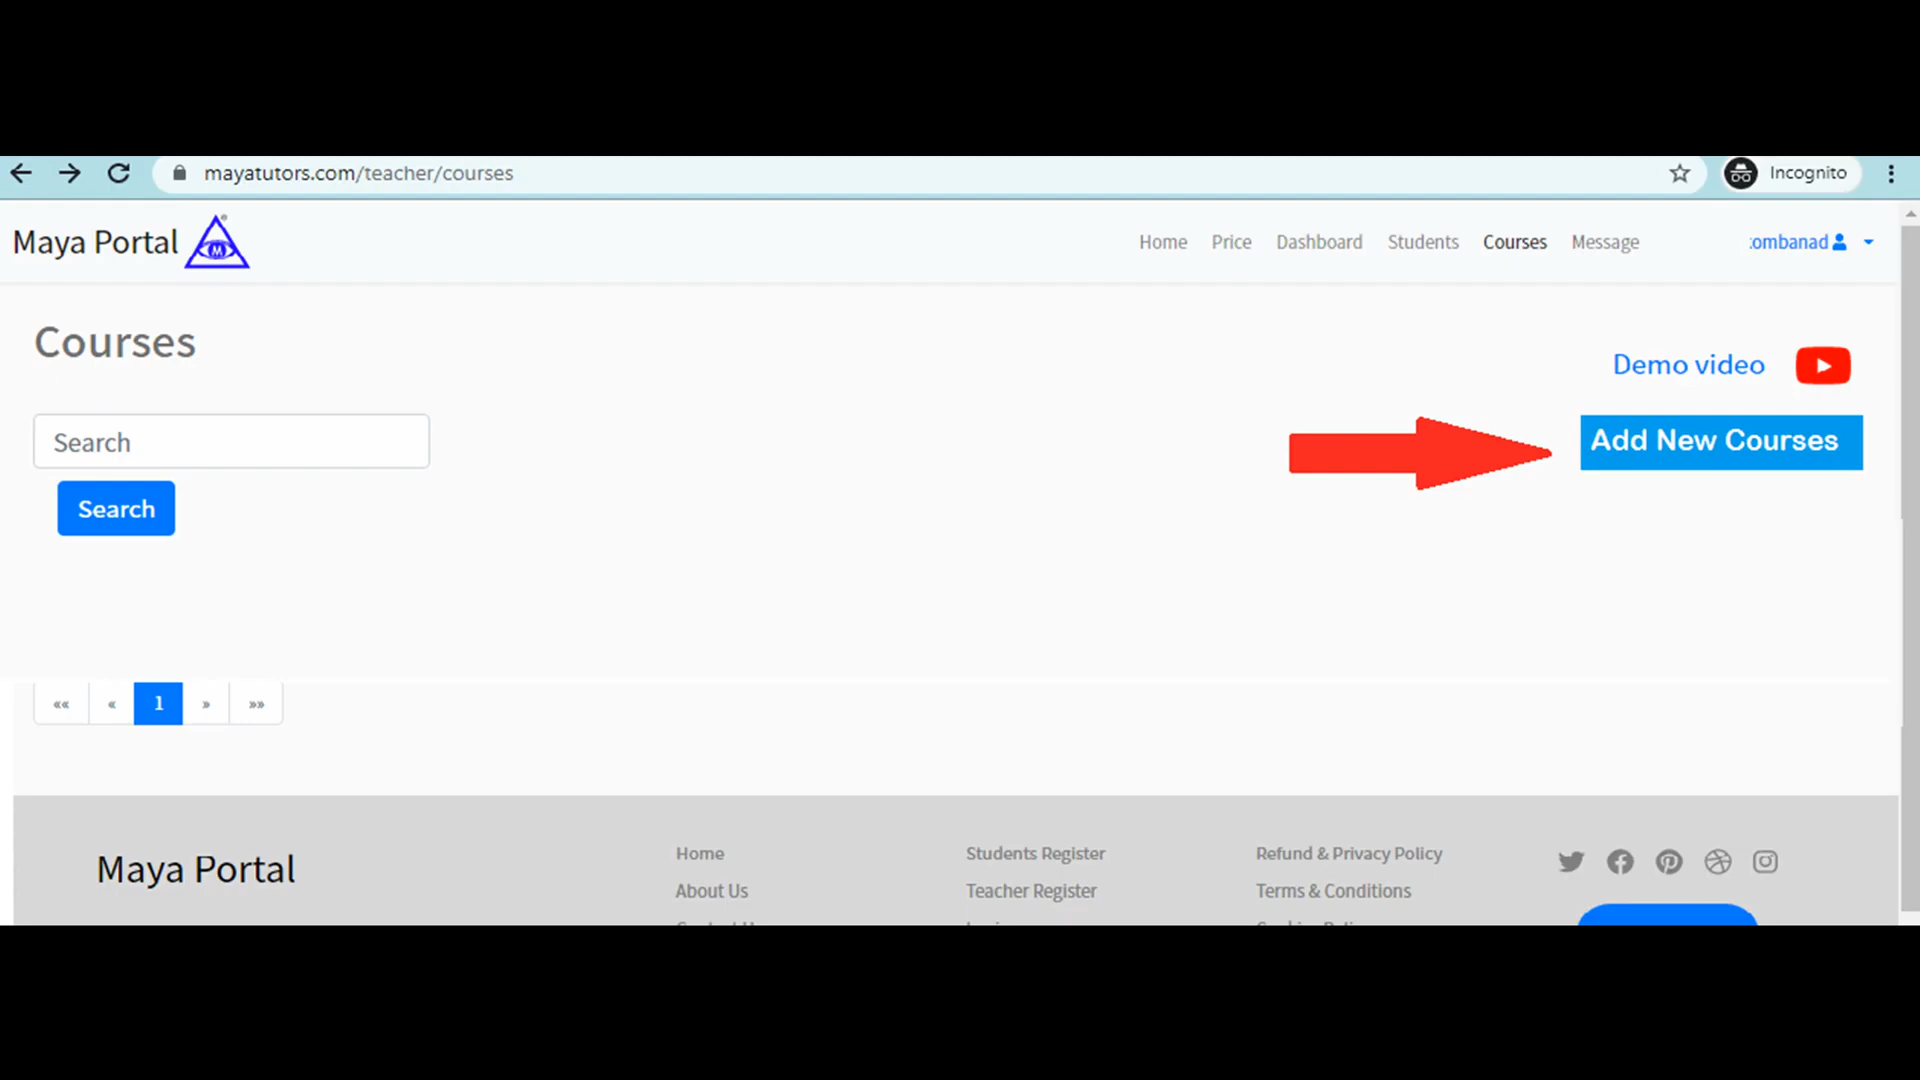 mayatutors.com/teacher/courses
Incognito
Maya Portal
M
Home Price Dashboard Students Courses Message
Courses
Demo video
Search
Add New Courses
Search
«« « 1 » »»
Maya Portal
Home
Students Register
Refund & Privacy Policy
About Us
Teacher Register
Terms & Conditions